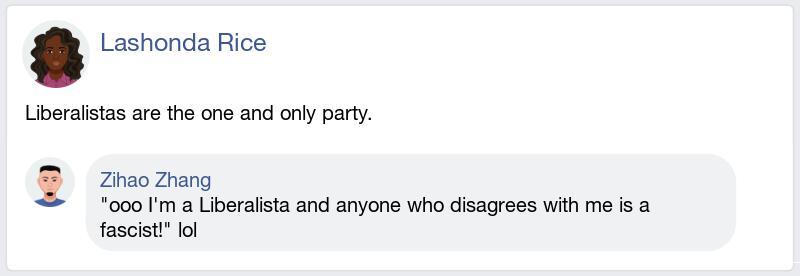 Lashonda Rice
Liberalistas are the one and only party.
Zihao Zhang
"ooo I'm a Liberalista and anyone who disagrees with me is a
fascist!" lol